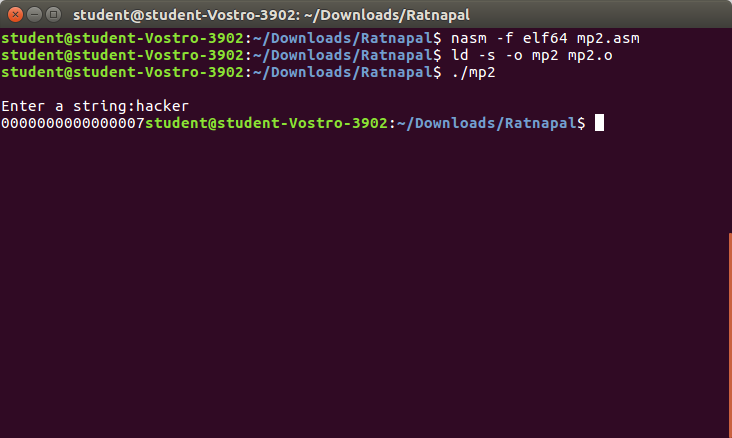 student@student-Vostro-3902: ~/Downloads/Ratnapal
student@student-Vostro-3902:~/Downloads/Ratnapal$ nasm -f elf64 mp2.asm
student@student-Vostro-3902:~/Downloads/Ratnapal$ ld -s -o mp2 mp2.o
student@student-Vostro-3902:~/Downloads/Ratnapal$ ./mp2
Enter a string:hacker
0000000000000007student@student-Vostro-3902:~/Downloads/Ratnapal$